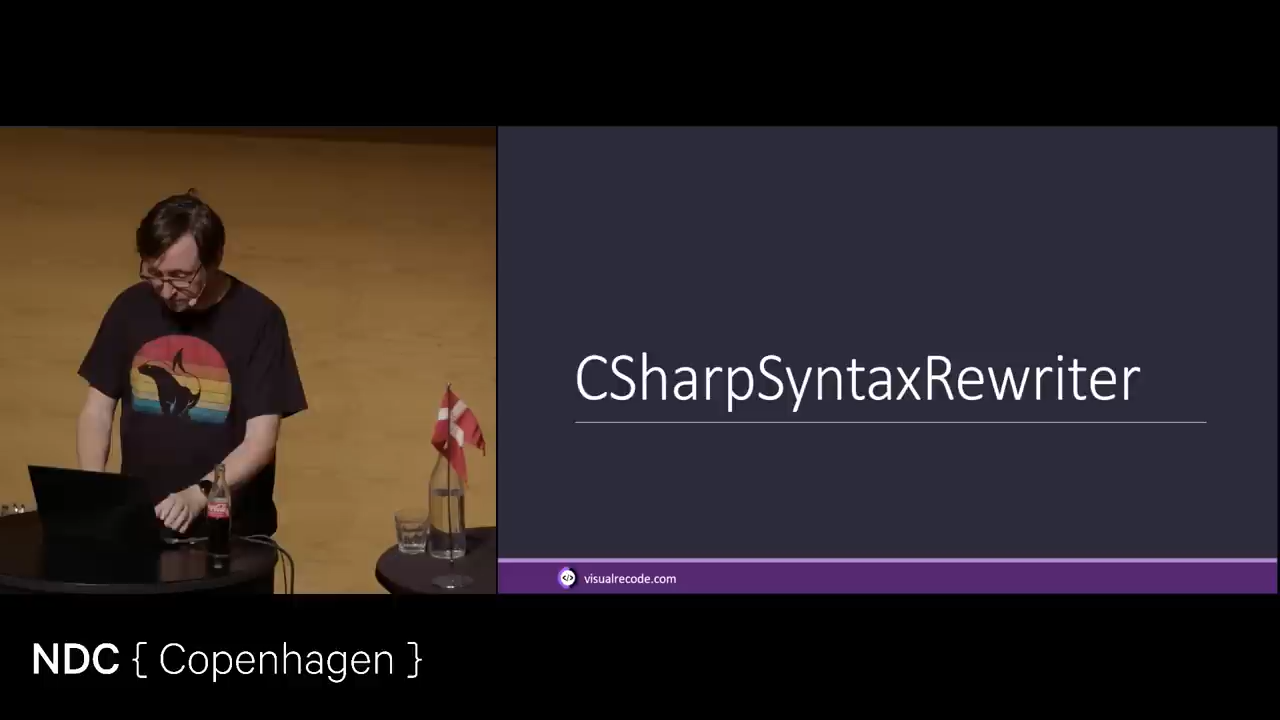 CSharpSyntaxRewriter
</> visualrecode.com
NDC { Copenhagen }